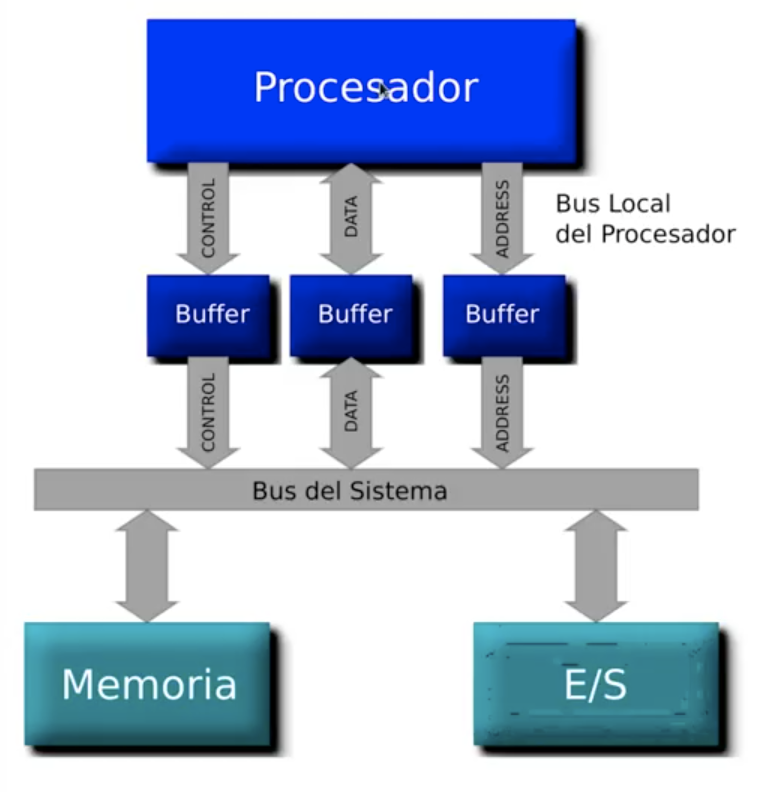 Procesador
CONTROL
DATA
ADDRESS
Bus Local
del Procesador
Buffer
Buffer
Buffer
CONTROL
DATA
ADDRESS
Bus del Sistema
Memoria
E/S